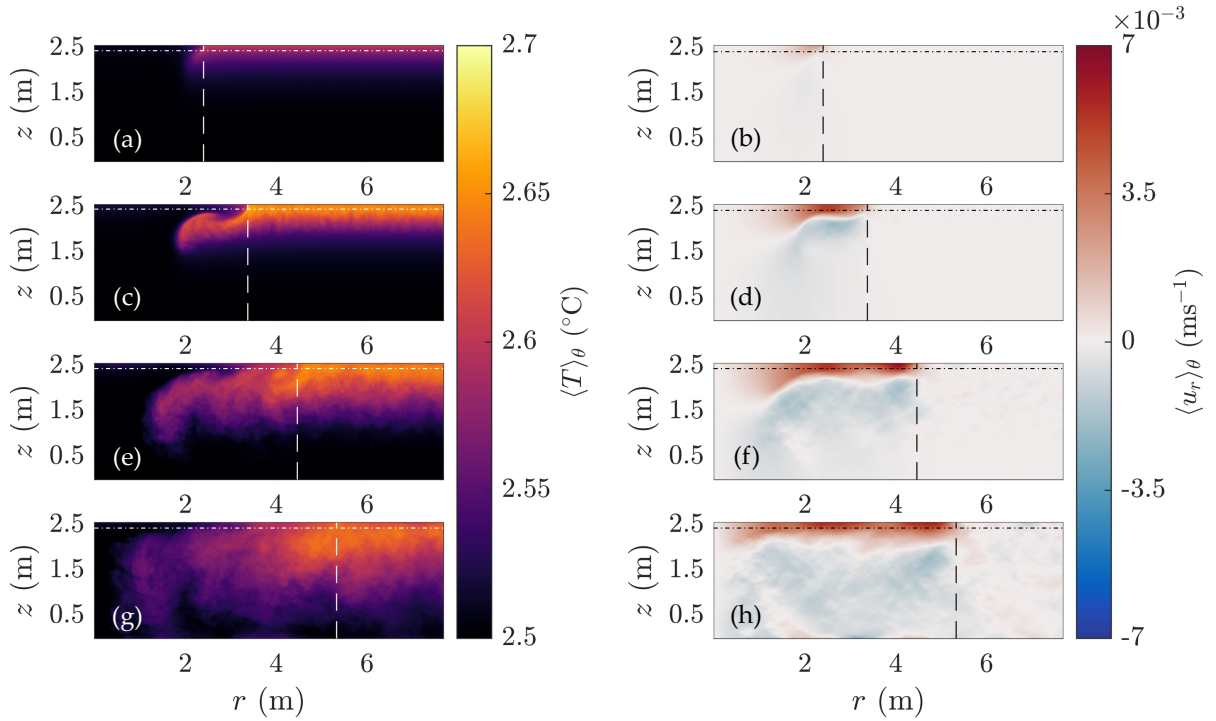 2.5
1.5
0.5
z (m)
(a)
2 4 6
2.5
1.5
0.5
z (m)
(c)
2 4 6
2.5
1.5
0.5
z (m)
(e)
2 4 6
2.5
1.5
0.5
z (m)
(g)
2 4 6
r (m)
2.7
2.65
2.6
2.55
2.5
⟨T⟩θ (°C)
2.5
1.5
0.5
z (m)
(b)
2 4 6
2.5
1.5
0.5
z (m)
(d)
2 4 6
2.5
1.5
0.5
z (m)
(f)
2 4 6
2.5
1.5
0.5
z (m)
(h)
2 4 6
r (m)
×10⁻³
7
3.5
0
-3.5
-7
⟨u_r⟩θ (ms⁻¹)